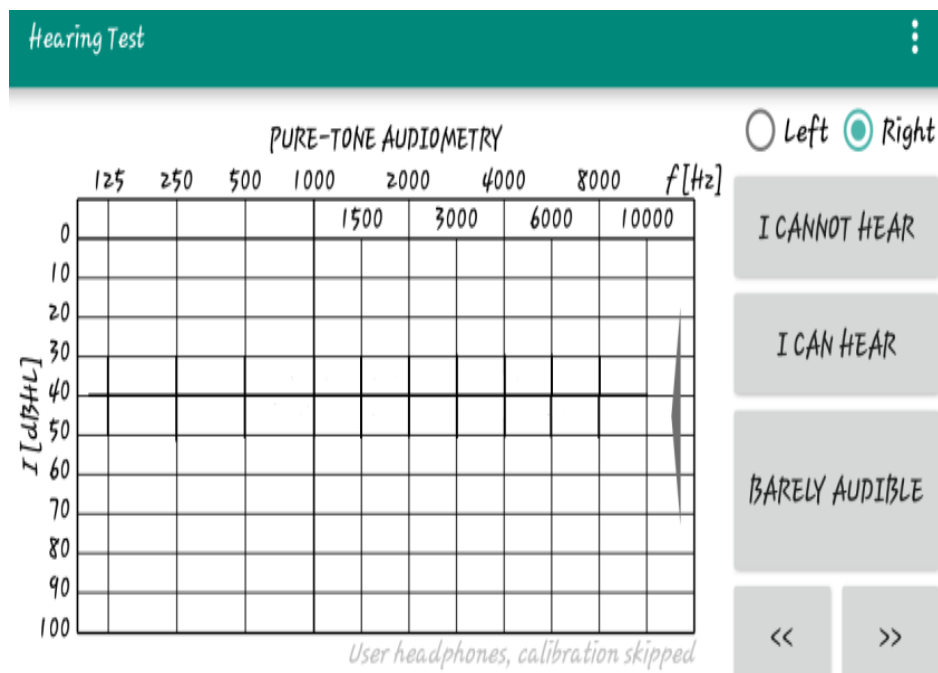 Hearing Test
PURE-TONE AUDIOMETRY
Left Right
125 250 500 1000 2000 4000 8000 f[Hz]
1500 3000 6000 10000
I CANNOT HEAR
0
10
20
30
40
50
60
70
80
90
100
I [dBHL]
I CAN HEAR
BARELY AUDIBLE
<< >>
User headphones, calibration skipped